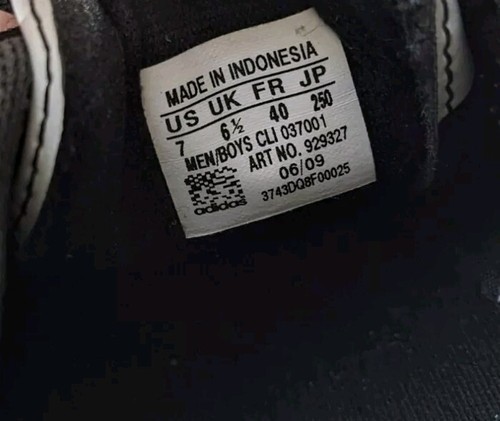 MADE IN INDONESIA
US UK FR JP
7 6½ 40 250
MEN/BOYS CLI 037001
ART NO. 929327
06/09
adidas 3743DQ8F00025